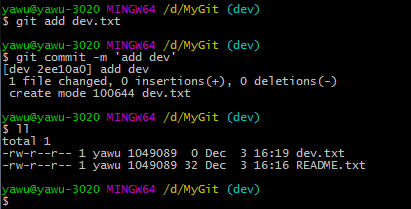 yawu@yawu-3020 MINGW64 /d/MyGit (dev)
$ git add dev.txt
yawu@yawu-3020 MINGW64 /d/MyGit (dev)
$ git commit -m 'add dev'
[dev 2ee10a0] add dev
 1 file changed, 0 insertions(+), 0 deletions(-)
 create mode 100644 dev.txt
yawu@yawu-3020 MINGW64 /d/MyGit (dev)
$ ll
total 1
-rw-r--r-- 1 yawu 1049089  0 Dec  3 16:19 dev.txt
-rw-r--r-- 1 yawu 1049089 32 Dec  3 16:16 README.txt
yawu@yawu-3020 MINGW64 /d/MyGit (dev)
$